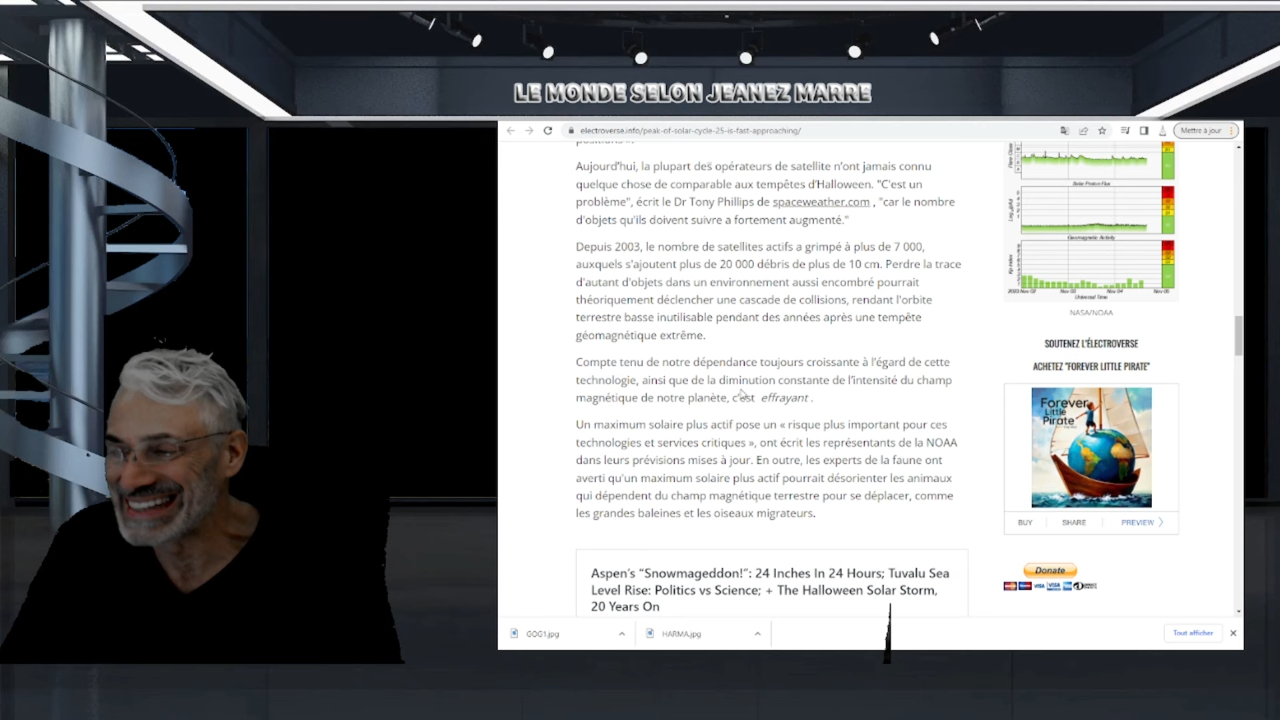 LE MONDE SELON JEANEZ MARRE
electroverse.info/peak-of-solar-cycle-25-is-fast-approaching/
Mettre à jour
positions ».
Aujourd'hui, la plupart des opérateurs de satellite n'ont jamais connu
quelque chose de comparable aux tempêtes d'Halloween. "C'est un
problème", écrit le Dr Tony Phillips de spaceweather.com , "car le nombre
d'objets qu'ils doivent suivre a fortement augmenté."
Depuis 2003, le nombre de satellites actifs a grimpé à plus de 7 000,
auxquels s'ajoutent plus de 20 000 débris de plus de 10 cm. Perdre la trace
d'autant d'objets dans un environnement aussi encombré pourrait
théoriquement déclencher une cascade de collisions, rendant l'orbite
terrestre basse inutilisable pendant des années après une tempête
géomagnétique extrême.
Compte tenu de notre dépendance toujours croissante à l'égard de cette
technologie, ainsi que de la diminution constante de l'intensité du champ
magnétique de notre planète, c'est effrayant .
Un maximum solaire plus actif pose un « risque plus important pour ces
technologies et services critiques », ont écrit les représentants de la NOAA
dans leurs prévisions mises à jour. En outre, les experts de la faune ont
averti qu'un maximum solaire plus actif pourrait désorienter les animaux
qui dépendent du champ magnétique terrestre pour se déplacer, comme
les grandes baleines et les oiseaux migrateurs.
Aspen's "Snowmageddon!": 24 Inches In 24 Hours; Tuvalu Sea
Level Rise: Politics vs Science; + The Halloween Solar Storm,
20 Years On
Solar Proton Flux
Geomagnetic Activity
Kp index
Universal Time
NASA/NOAA
SOUTENEZ L'ÉLECTROVERSE
ACHETEZ "FOREVER LITTLE PIRATE"
Forever
Little
Pirate
BUY
SHARE
PREVIEW
Donate
GOG1.jpg
HARMA.jpg
Tout afficher